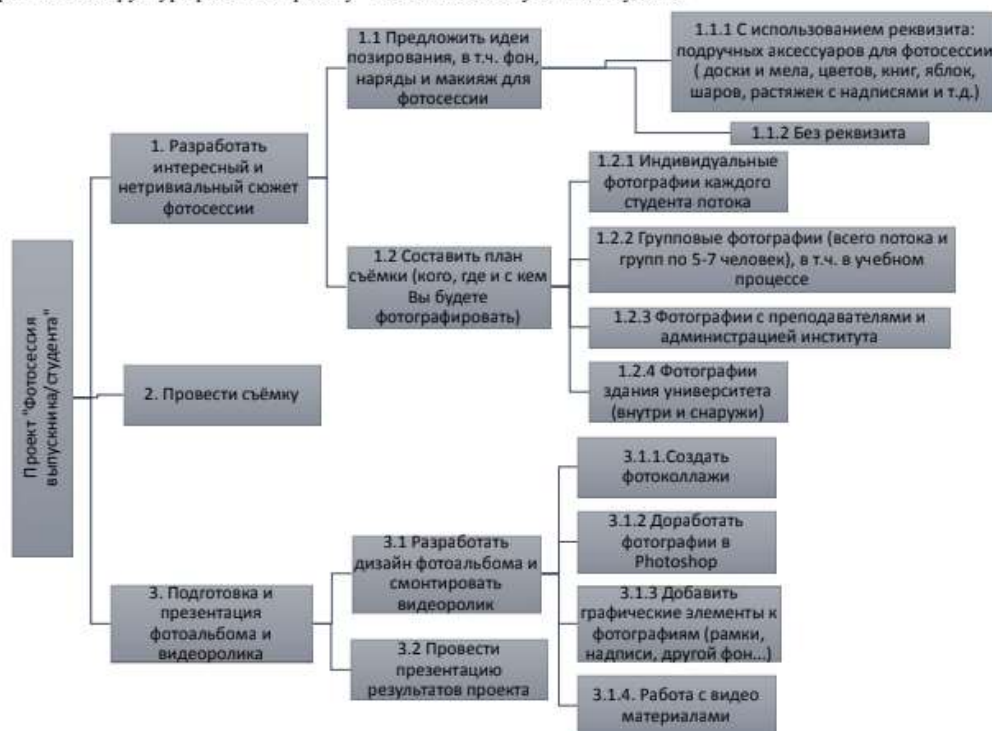 Проект "Фотосессия
выпускника/студента"
1. Разработать
интересный и
нетривиальный сюжет
фотосессии
1.1 Предложить идеи
позирования, в т.ч. фон,
наряды и макияж для
фотосессии
1.1.1 С использованием реквизита:
подручных аксессуаров для фотосессии
( доски и мела, цветов, книг, яблок,
шаров, растяжек с надписями и т.д.)
1.1.2 Без реквизита
1.2 Составить план
съёмки (кого, где и с кем
Вы будете
фотографировать)
1.2.1 Индивидуальные
фотографии каждого
студента потока
1.2.2 Групповые фотографии (всего потока и
групп по 5-7 человек), в т.ч. в учебном
процессе
1.2.3 Фотографии с преподавателями и
администрацией института
1.2.4 Фотографии
здания университета
(внутри и снаружи)
2. Провести съёмку
3. Подготовка и
презентация
фотоальбома и
видеоролика
3.1 Разработать
дизайн фотоальбома и
смонтировать
видеоролик
3.1.1.Создать
фотоколлажи
3.1.2 Доработать
фотографии в
Photoshop
3.1.3 Добавить
графические элементы к
фотографиям (рамки,
надписи, другой фон...)
3.1.4. Работа с видео
материалами
3.2 Провести
презентацию
результатов проекта